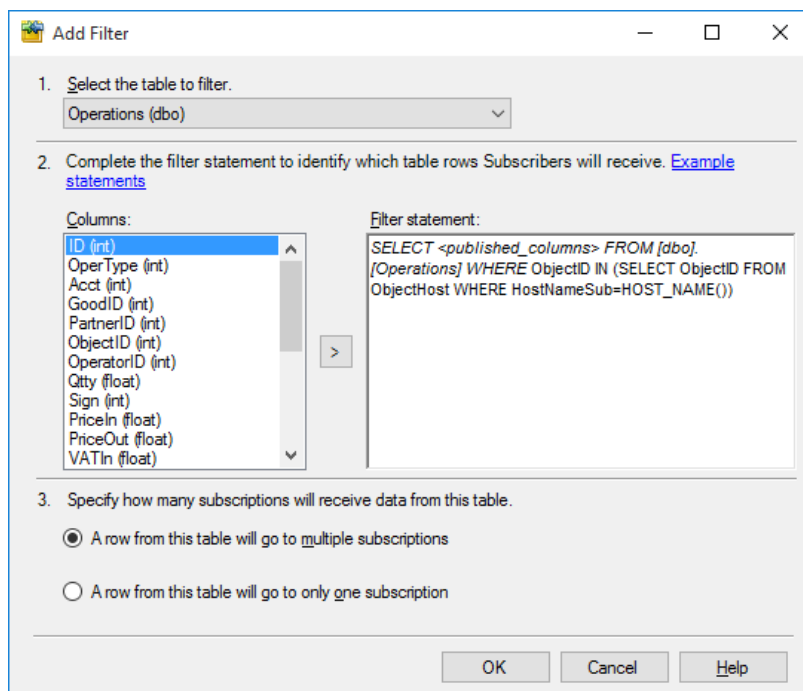 Add Filter
1. Select the table to filter.
Operations (dbo)
2. Complete the filter statement to identify which table rows Subscribers will receive. Example
statements
Columns:
ID (int)
OperType (int)
Acct (int)
GoodID (int)
PartnerID (int)
ObjectID (int)
OperatorID (int)
Qtty (float)
Sign (int)
PriceIn (float)
PriceOut (float)
VATIn (float)
>
Filter statement:
SELECT <published_columns> FROM [dbo].
[Operations] WHERE ObjectID IN (SELECT ObjectID FROM
ObjectHost WHERE HostNameSub=HOST_NAME())
3. Specify how many subscriptions will receive data from this table.
A row from this table will go to multiple subscriptions
A row from this table will go to only one subscription
OK
Cancel
Help